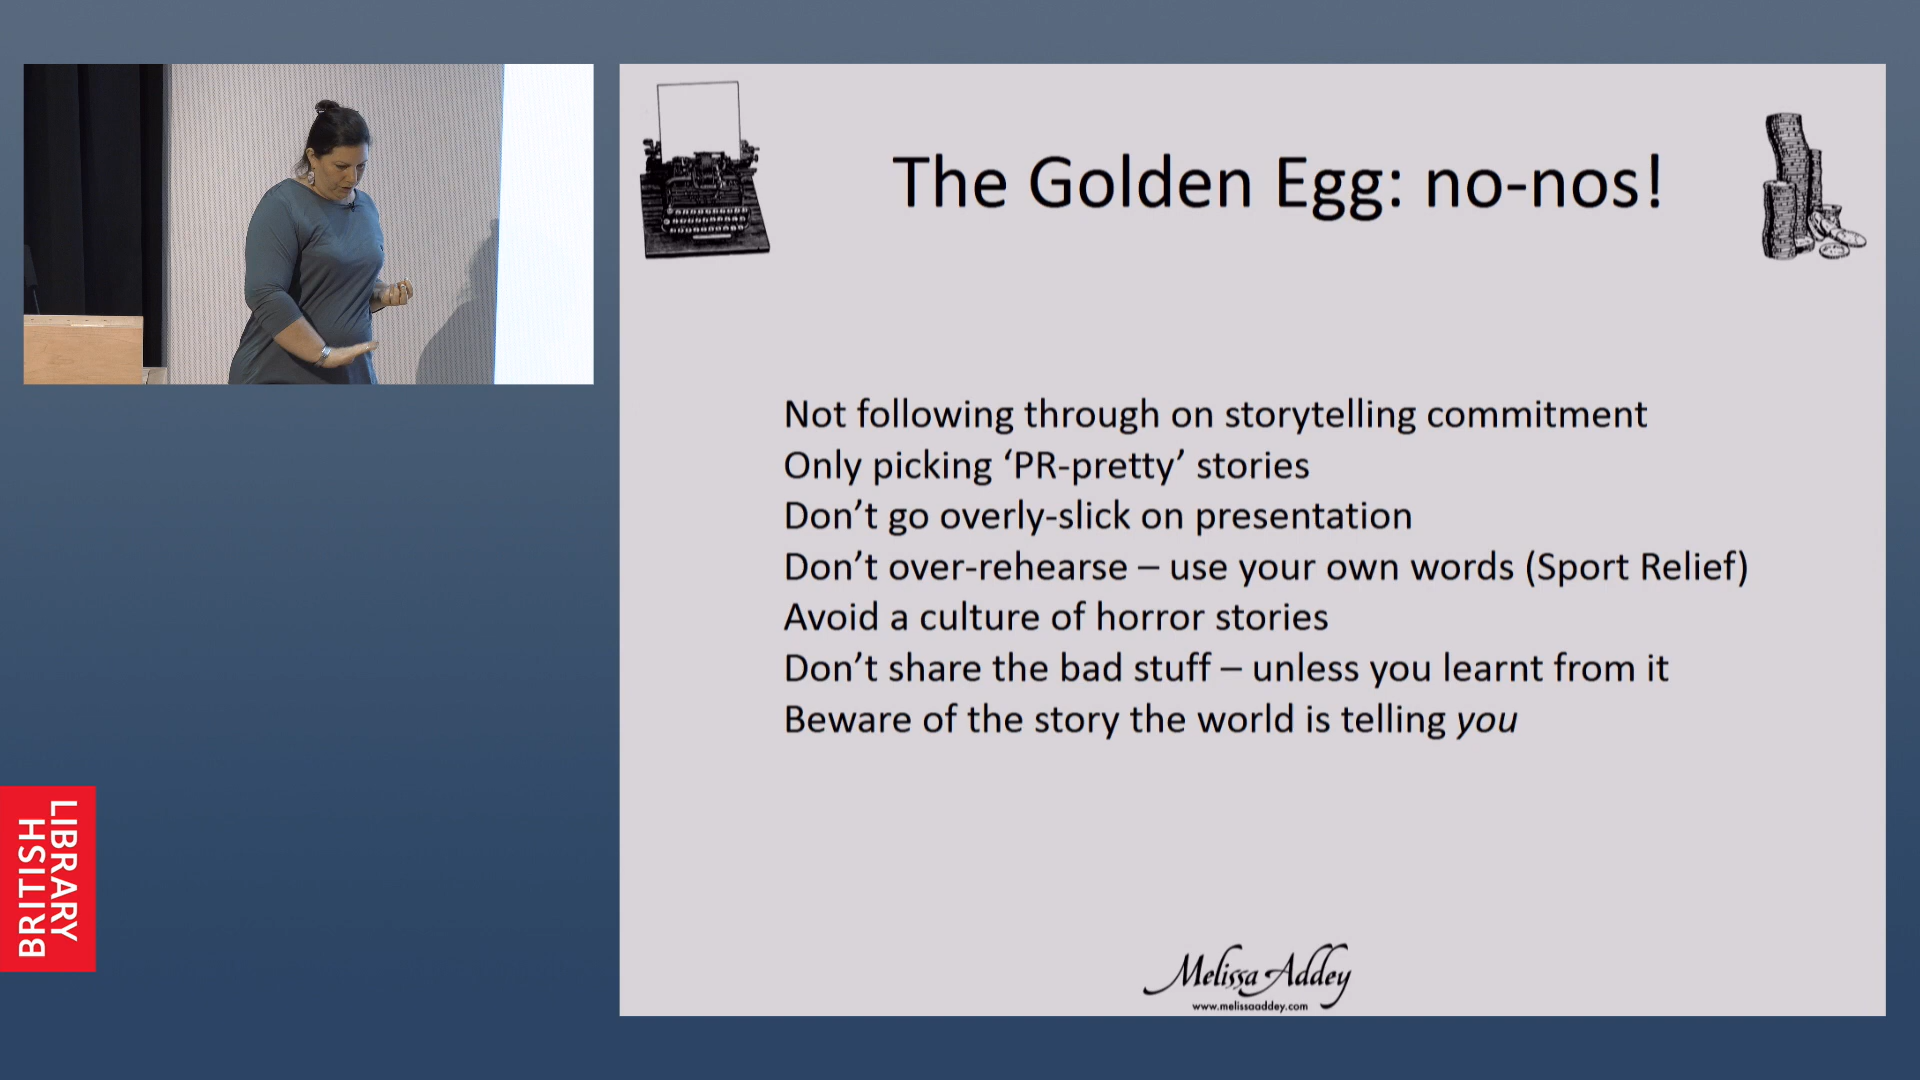 The Golden Egg: no-nos!
Not following through on storytelling commitment
Only picking ‘PR-pretty’ stories
Don’t go overly-slick on presentation
Don’t over-rehearse – use your own words (Sport Relief)
Avoid a culture of horror stories
Don’t share the bad stuff – unless you learnt from it
Beware of the story the world is telling you
Melissa Addey
www.melissaaddey.com
BRITISH
LIBRARY